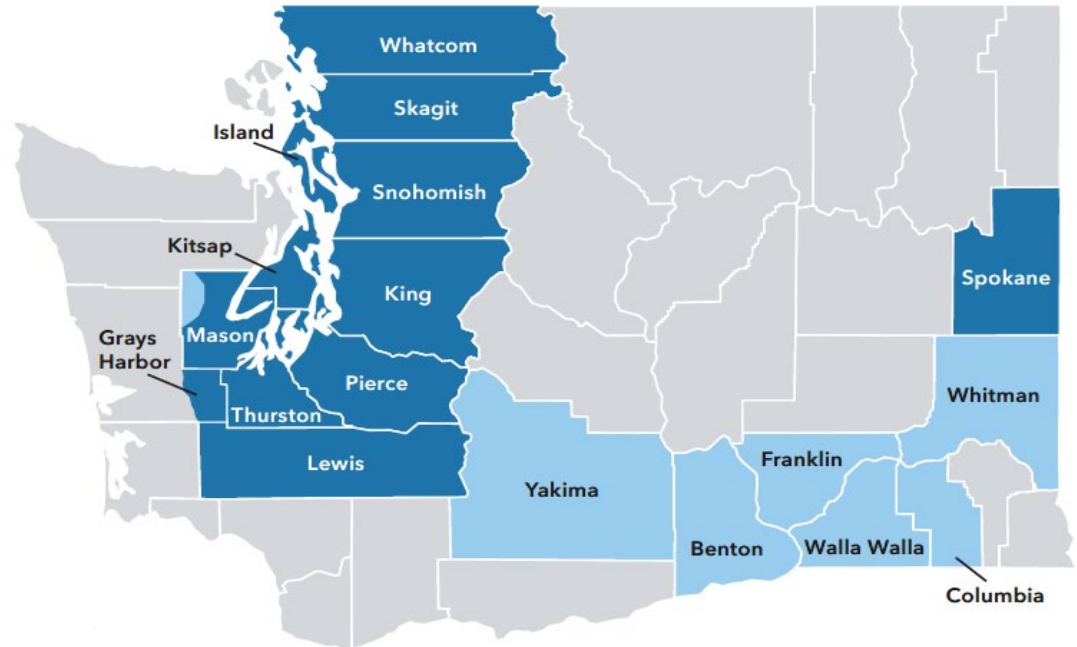 Whatcom
Skagit
Island
Snohomish
Kitsap
King
Spokane
Mason
Grays
Harbor
Pierce
Thurston
Whitman
Lewis
Franklin
Yakima
Benton
Walla Walla
Columbia